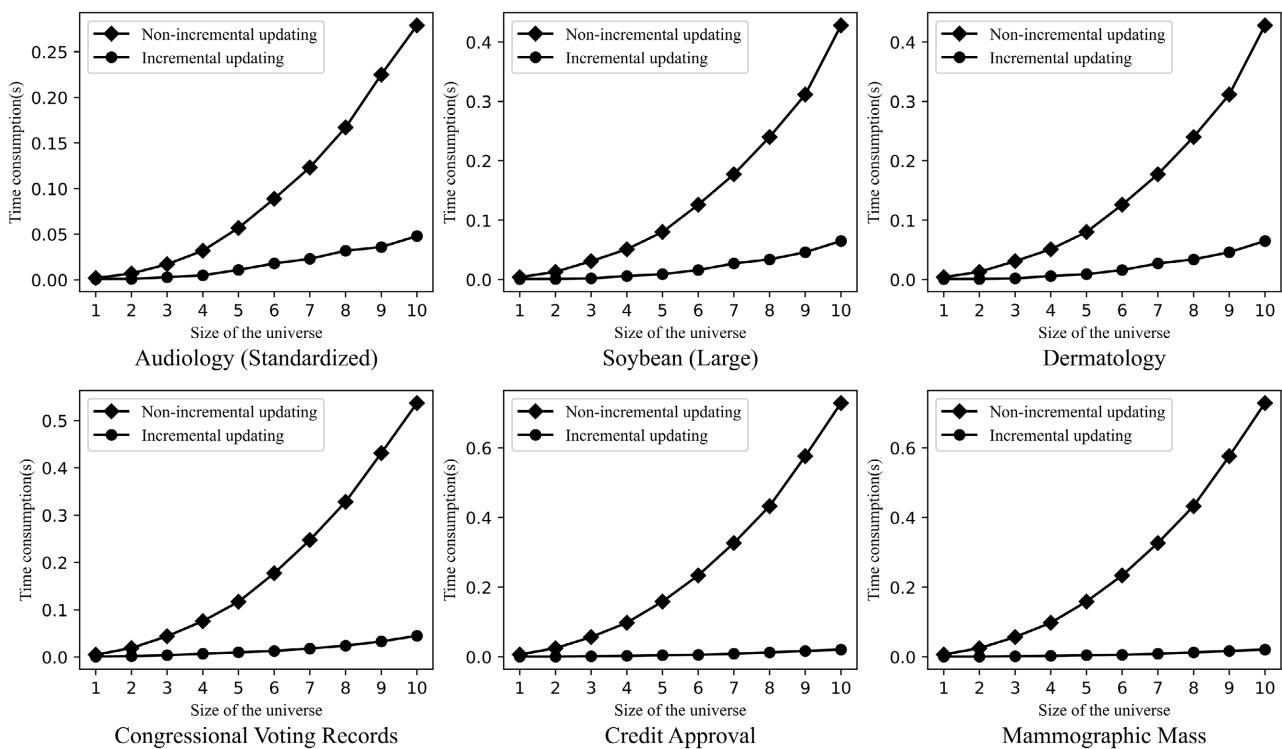 Non-incremental updating
Incremental updating
Time consumption(s)
0.25
0.20
0.15
0.10
0.05
0.00
1 2 3 4 5 6 7 8 9 10
Size of the universe
Audiology (Standardized)
Non-incremental updating
Incremental updating
Time consumption(s)
0.4
0.3
0.2
0.1
0.0
1 2 3 4 5 6 7 8 9 10
Size of the universe
Soybean (Large)
Non-incremental updating
Incremental updating
Time consumption(s)
0.4
0.3
0.2
0.1
0.0
1 2 3 4 5 6 7 8 9 10
Size of the universe
Dermatology
Non-incremental updating
Incremental updating
Time consumption(s)
0.5
0.4
0.3
0.2
0.1
0.0
1 2 3 4 5 6 7 8 9 10
Size of the universe
Congressional Voting Records
Non-incremental updating
Incremental updating
Time consumption(s)
0.6
0.4
0.2
0.0
1 2 3 4 5 6 7 8 9 10
Size of the universe
Credit Approval
Non-incremental updating
Incremental updating
Time consumption(s)
0.6
0.4
0.2
0.0
1 2 3 4 5 6 7 8 9 10
Size of the universe
Mammographic Mass